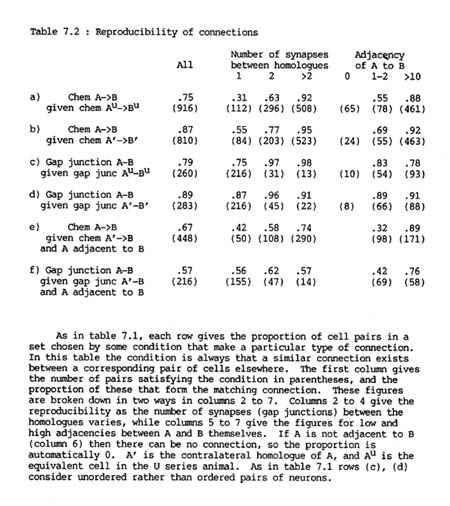 Table 7.2 : Reproducibility of connections
Number of synapses Adjacency
All between homologues of A to B
1 2 >2 0 1-2 >10
a) Chem A->B .75 .31 .63 .92 .55 .88
given chem Aᵁ->Bᵁ (916) (112) (296) (508) (65) (78) (461)
b) Chem A->B .87 .55 .77 .95 .69 .92
given chem A'->B' (810) (84) (203) (523) (24) (55) (463)
c) Gap junction A-B .79 .75 .97 .98 .83 .78
given gap junc Aᵁ-Bᵁ (260) (216) (31) (13) (10) (54) (93)
d) Gap junction A-B .89 .87 .96 .91 .89 .91
given gap junc A'-B' (283) (216) (45) (22) (8) (66) (88)
e) Chem A->B .67 .42 .58 .74 .32 .89
given chem A'->B (448) (50) (108) (290) (98) (171)
and A adjacent to B
f) Gap junction A-B .57 .56 .62 .57 .42 .76
given gap junc A'-B (216) (155) (47) (14) (69) (58)
and A adjacent to B
As in table 7.1, each row gives the proportion of cell pairs in a
set chosen by some condition that make a particular type of connection.
In this table the condition is always that a similar connection exists
between a corresponding pair of cells elsewhere. The first column gives
the number of pairs satisfying the condition in parentheses, and the
proportion of these that form the matching connection. These figures
are broken down in two ways in columns 2 to 7. Columns 2 to 4 give the
reproducibility as the number of synapses (gap junctions) between the
homologues varies, while columns 5 to 7 give the figures for low and
high adjacencies between A and B themselves. If A is not adjacent to B
(column 6) then there can be no connection, so the proportion is
automatically 0. A' is the contralateral homologue of A, and Aᵁ is the
equivalent cell in the U series animal. As in table 7.1 rows (c), (d)
consider unordered rather than ordered pairs of neurons.